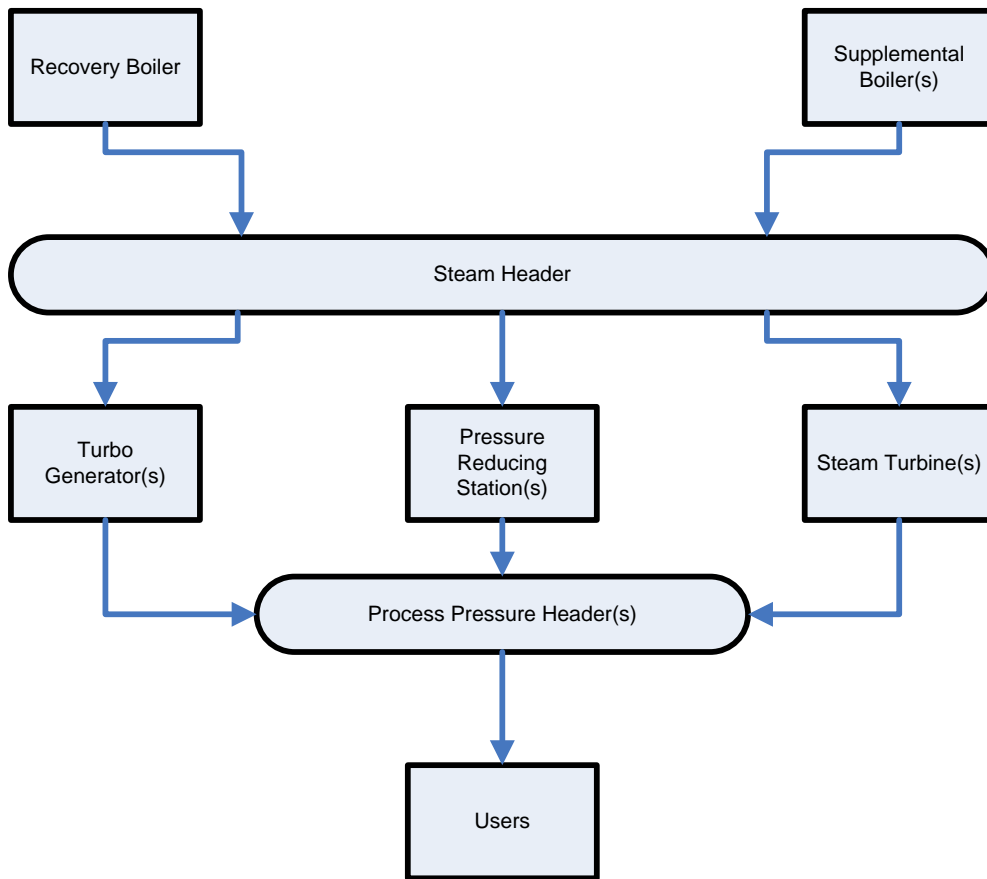 Recovery Boiler
Supplemental
Boiler(s)
Steam Header
Turbo
Generator(s)
Pressure
Reducing
Station(s)
Steam Turbine(s)
Process Pressure Header(s)
Users